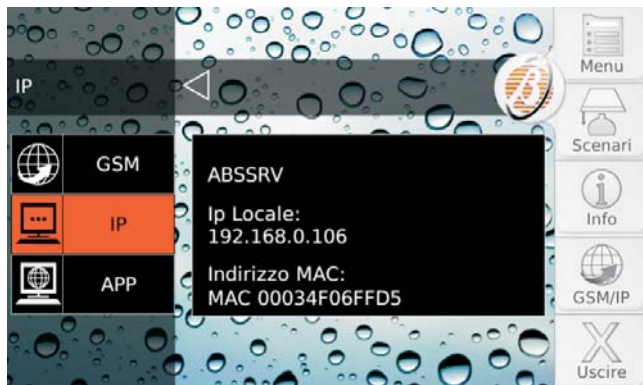 IP
GSM
IP
APP
ABSSRV
Ip Locale:
192.168.0.106
Indirizzo MAC:
MAC 00034F06FFD5
B
Menu
Scenari
i
Info
GSM/IP
Uscire